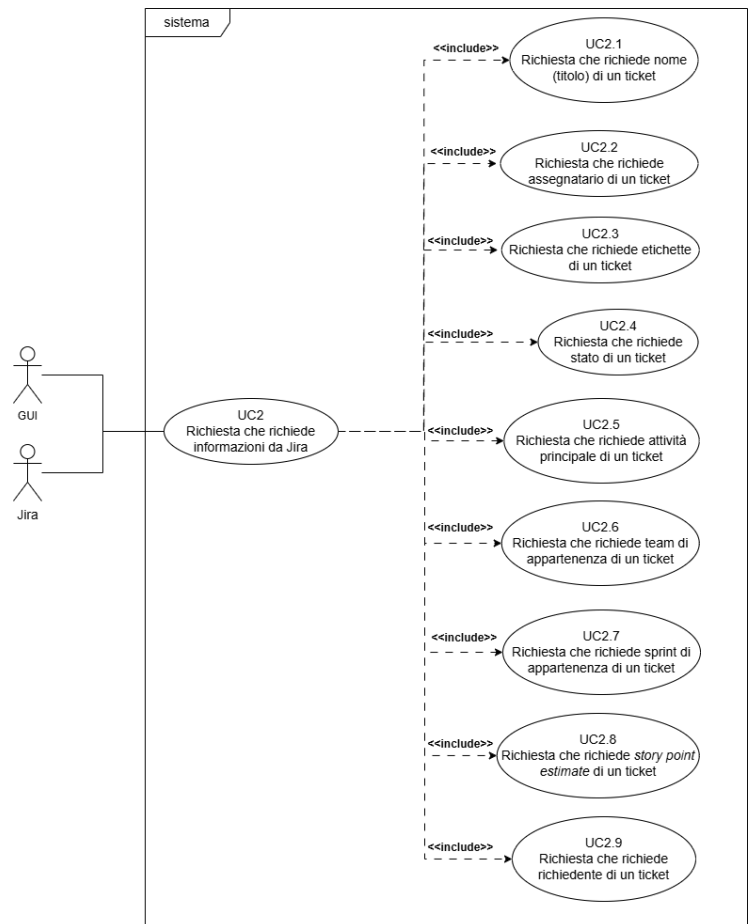 sistema
<<include>>
UC2.1
Richiesta che richiede nome
(titolo) di un ticket
<<include>>
UC2.2
Richiesta che richiede
assegnatario di un ticket
<<include>>
UC2.3
Richiesta che richiede etichette
di un ticket
<<include>>
UC2.4
Richiesta che richiede
stato di un ticket
GUI
Jira
UC2
Richiesta che richiede
informazioni da Jira
<<include>>
UC2.5
Richiesta che richiede attività
principale di un ticket
<<include>>
UC2.6
Richiesta che richiede team di
appartenenza di un ticket
<<include>>
UC2.7
Richiesta che richiede sprint di
appartenenza di un ticket
<<include>>
UC2.8
Richiesta che richiede story point
estimate di un ticket
<<include>>
UC2.9
Richiesta che richiede
richiedente di un ticket